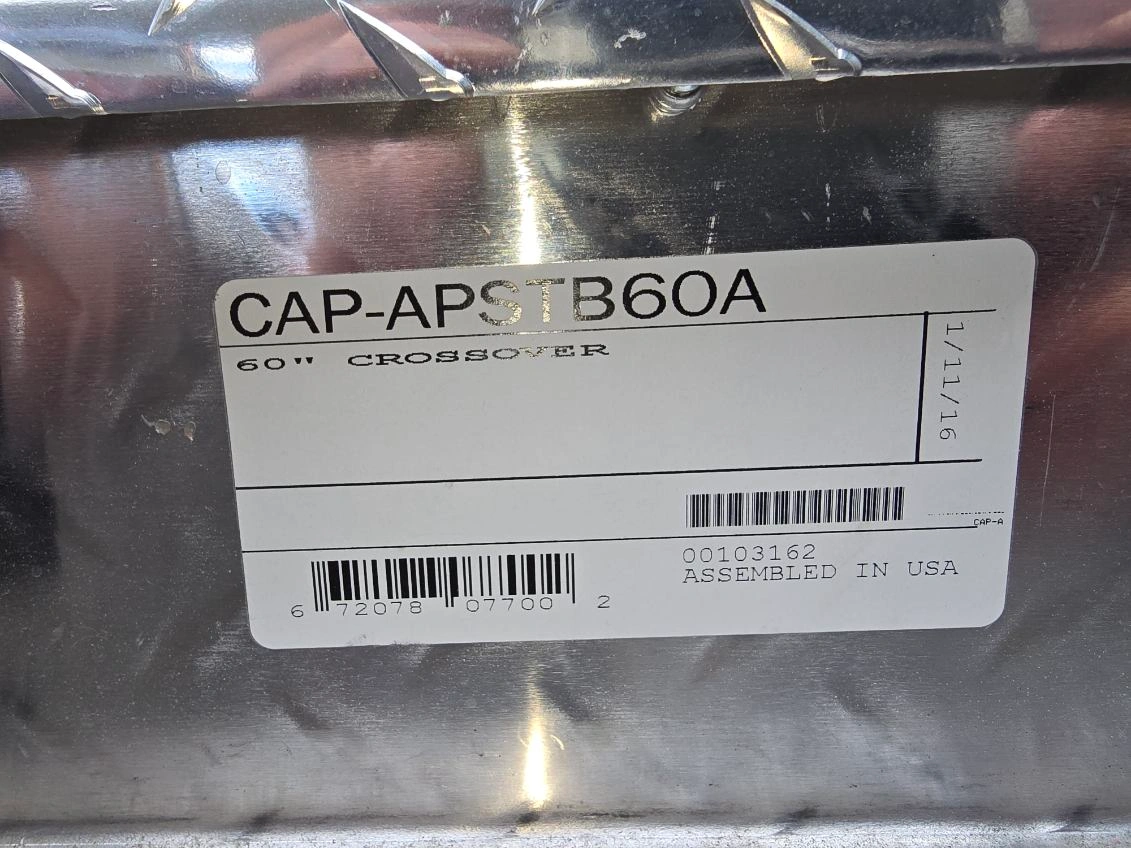 CAP-APSTB60A
60" CROSSOVER
1/11/16
CAP-A
00103162
ASSEMBLED IN USA
6 72078 07700 2